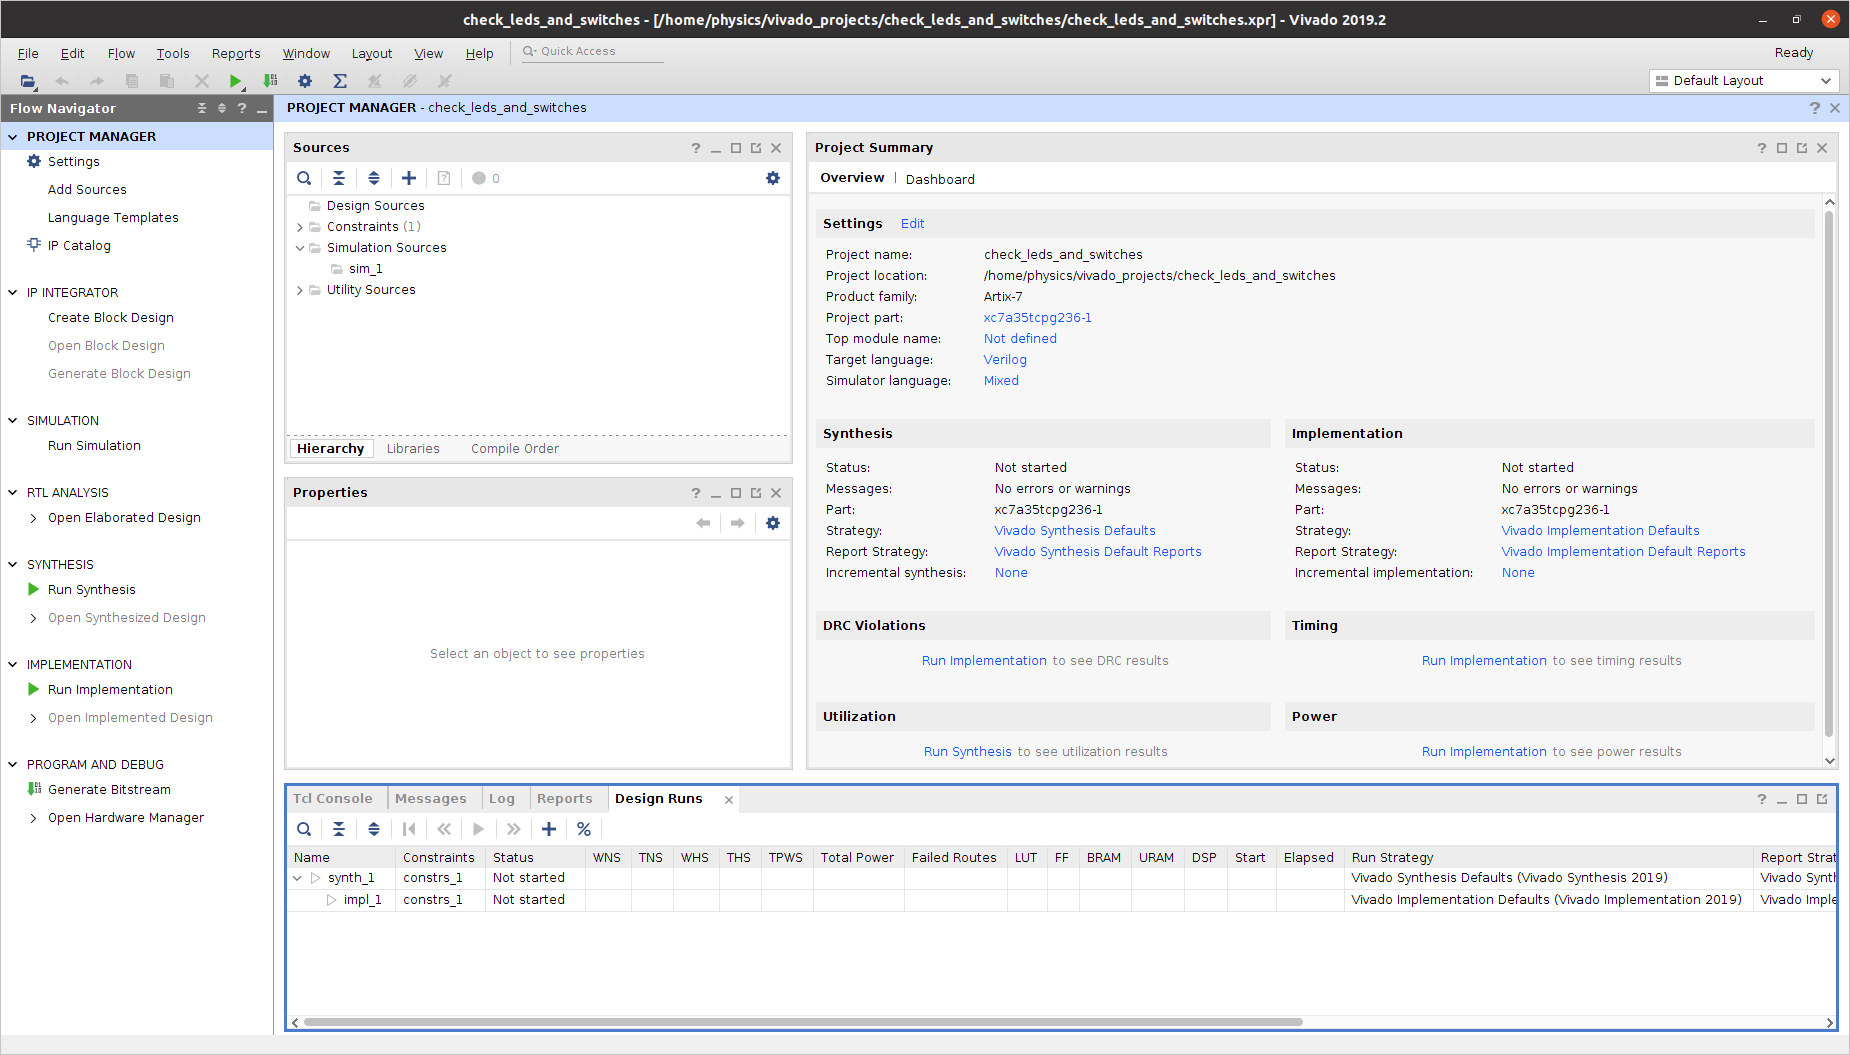 check_leds_and_switches - [/home/physics/vivado_projects/check_leds_and_switches/check_leds_and_switches.xpr] - Vivado 2019.2
File Edit Flow Tools Reports Window Layout View Help Quick Access Ready
Default Layout
Flow Navigator
PROJECT MANAGER
Settings
Add Sources
Language Templates
IP Catalog
IP INTEGRATOR
Create Block Design
Open Block Design
Generate Block Design
SIMULATION
Run Simulation
RTL ANALYSIS
Open Elaborated Design
SYNTHESIS
Run Synthesis
Open Synthesized Design
IMPLEMENTATION
Run Implementation
Open Implemented Design
PROGRAM AND DEBUG
Generate Bitstream
Open Hardware Manager
PROJECT MANAGER - check_leds_and_switches
Sources
0
Design Sources
Constraints (1)
Simulation Sources
sim_1
Utility Sources
Hierarchy Libraries Compile Order
Properties
Select an object to see properties
Project Summary
Overview | Dashboard
Settings Edit
Project name: check_leds_and_switches
Project location: /home/physics/vivado_projects/check_leds_and_switches
Product family: Artix-7
Project part: xc7a35tcpg236-1
Top module name: Not defined
Target language: Verilog
Simulator language: Mixed
Synthesis
Status: Not started
Messages: No errors or warnings
Part: xc7a35tcpg236-1
Strategy: Vivado Synthesis Defaults
Report Strategy: Vivado Synthesis Default Reports
Incremental synthesis: None
Implementation
Status: Not started
Messages: No errors or warnings
Part: xc7a35tcpg236-1
Strategy: Vivado Implementation Defaults
Report Strategy: Vivado Implementation Default Reports
Incremental implementation: None
DRC Violations
Run Implementation to see DRC results
Timing
Run Implementation to see timing results
Utilization
Run Synthesis to see utilization results
Power
Run Implementation to see power results
Tcl Console Messages Log Reports Design Runs
Name Constraints Status WNS TNS WHS THS TPWS Total Power Failed Routes LUT FF BRAM URAM DSP Start Elapsed Run Strategy Report Strat
synth_1 constrs_1 Not started Vivado Synthesis Defaults (Vivado Synthesis 2019) Vivado Synth
impl_1 constrs_1 Not started Vivado Implementation Defaults (Vivado Implementation 2019) Vivado Imple